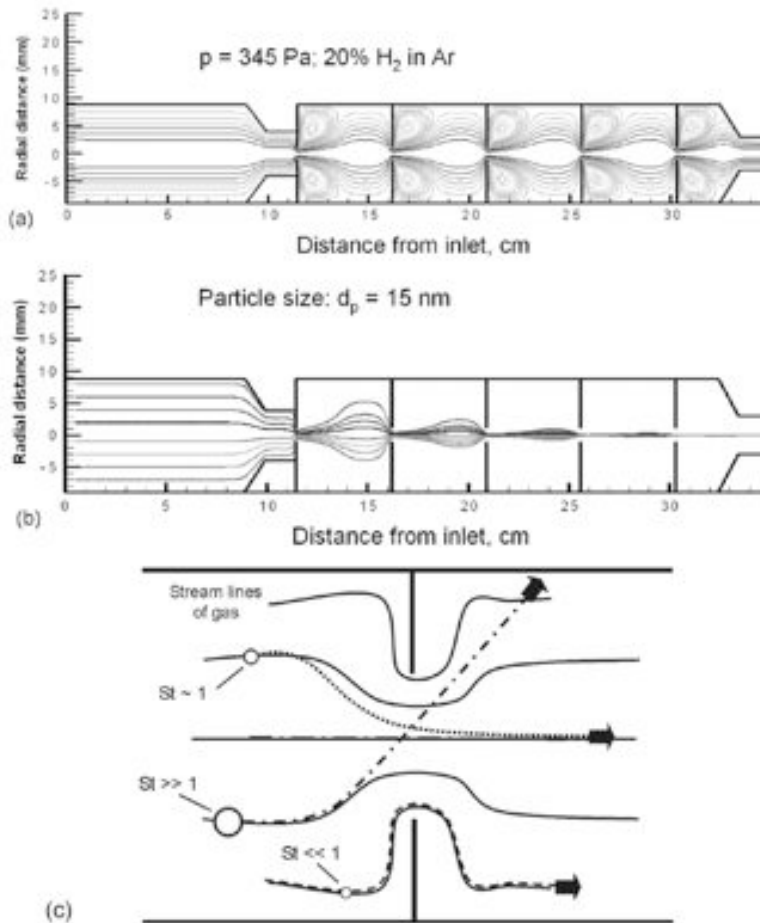 25
20
15
10
5
0
-5
Radial distance (mm)
p = 345 Pa; 20% H₂ in Ar
0 5 10 15 20 25 30
(a)
Distance from inlet, cm
25
20
15
10
5
0
-5
Radial distance (mm)
Particle size: dₚ = 15 nm
0 5 10 15 20 25 30
(b)
Distance from inlet, cm
Stream lines
of gas
St ~ 1
St >> 1
St << 1
(c)